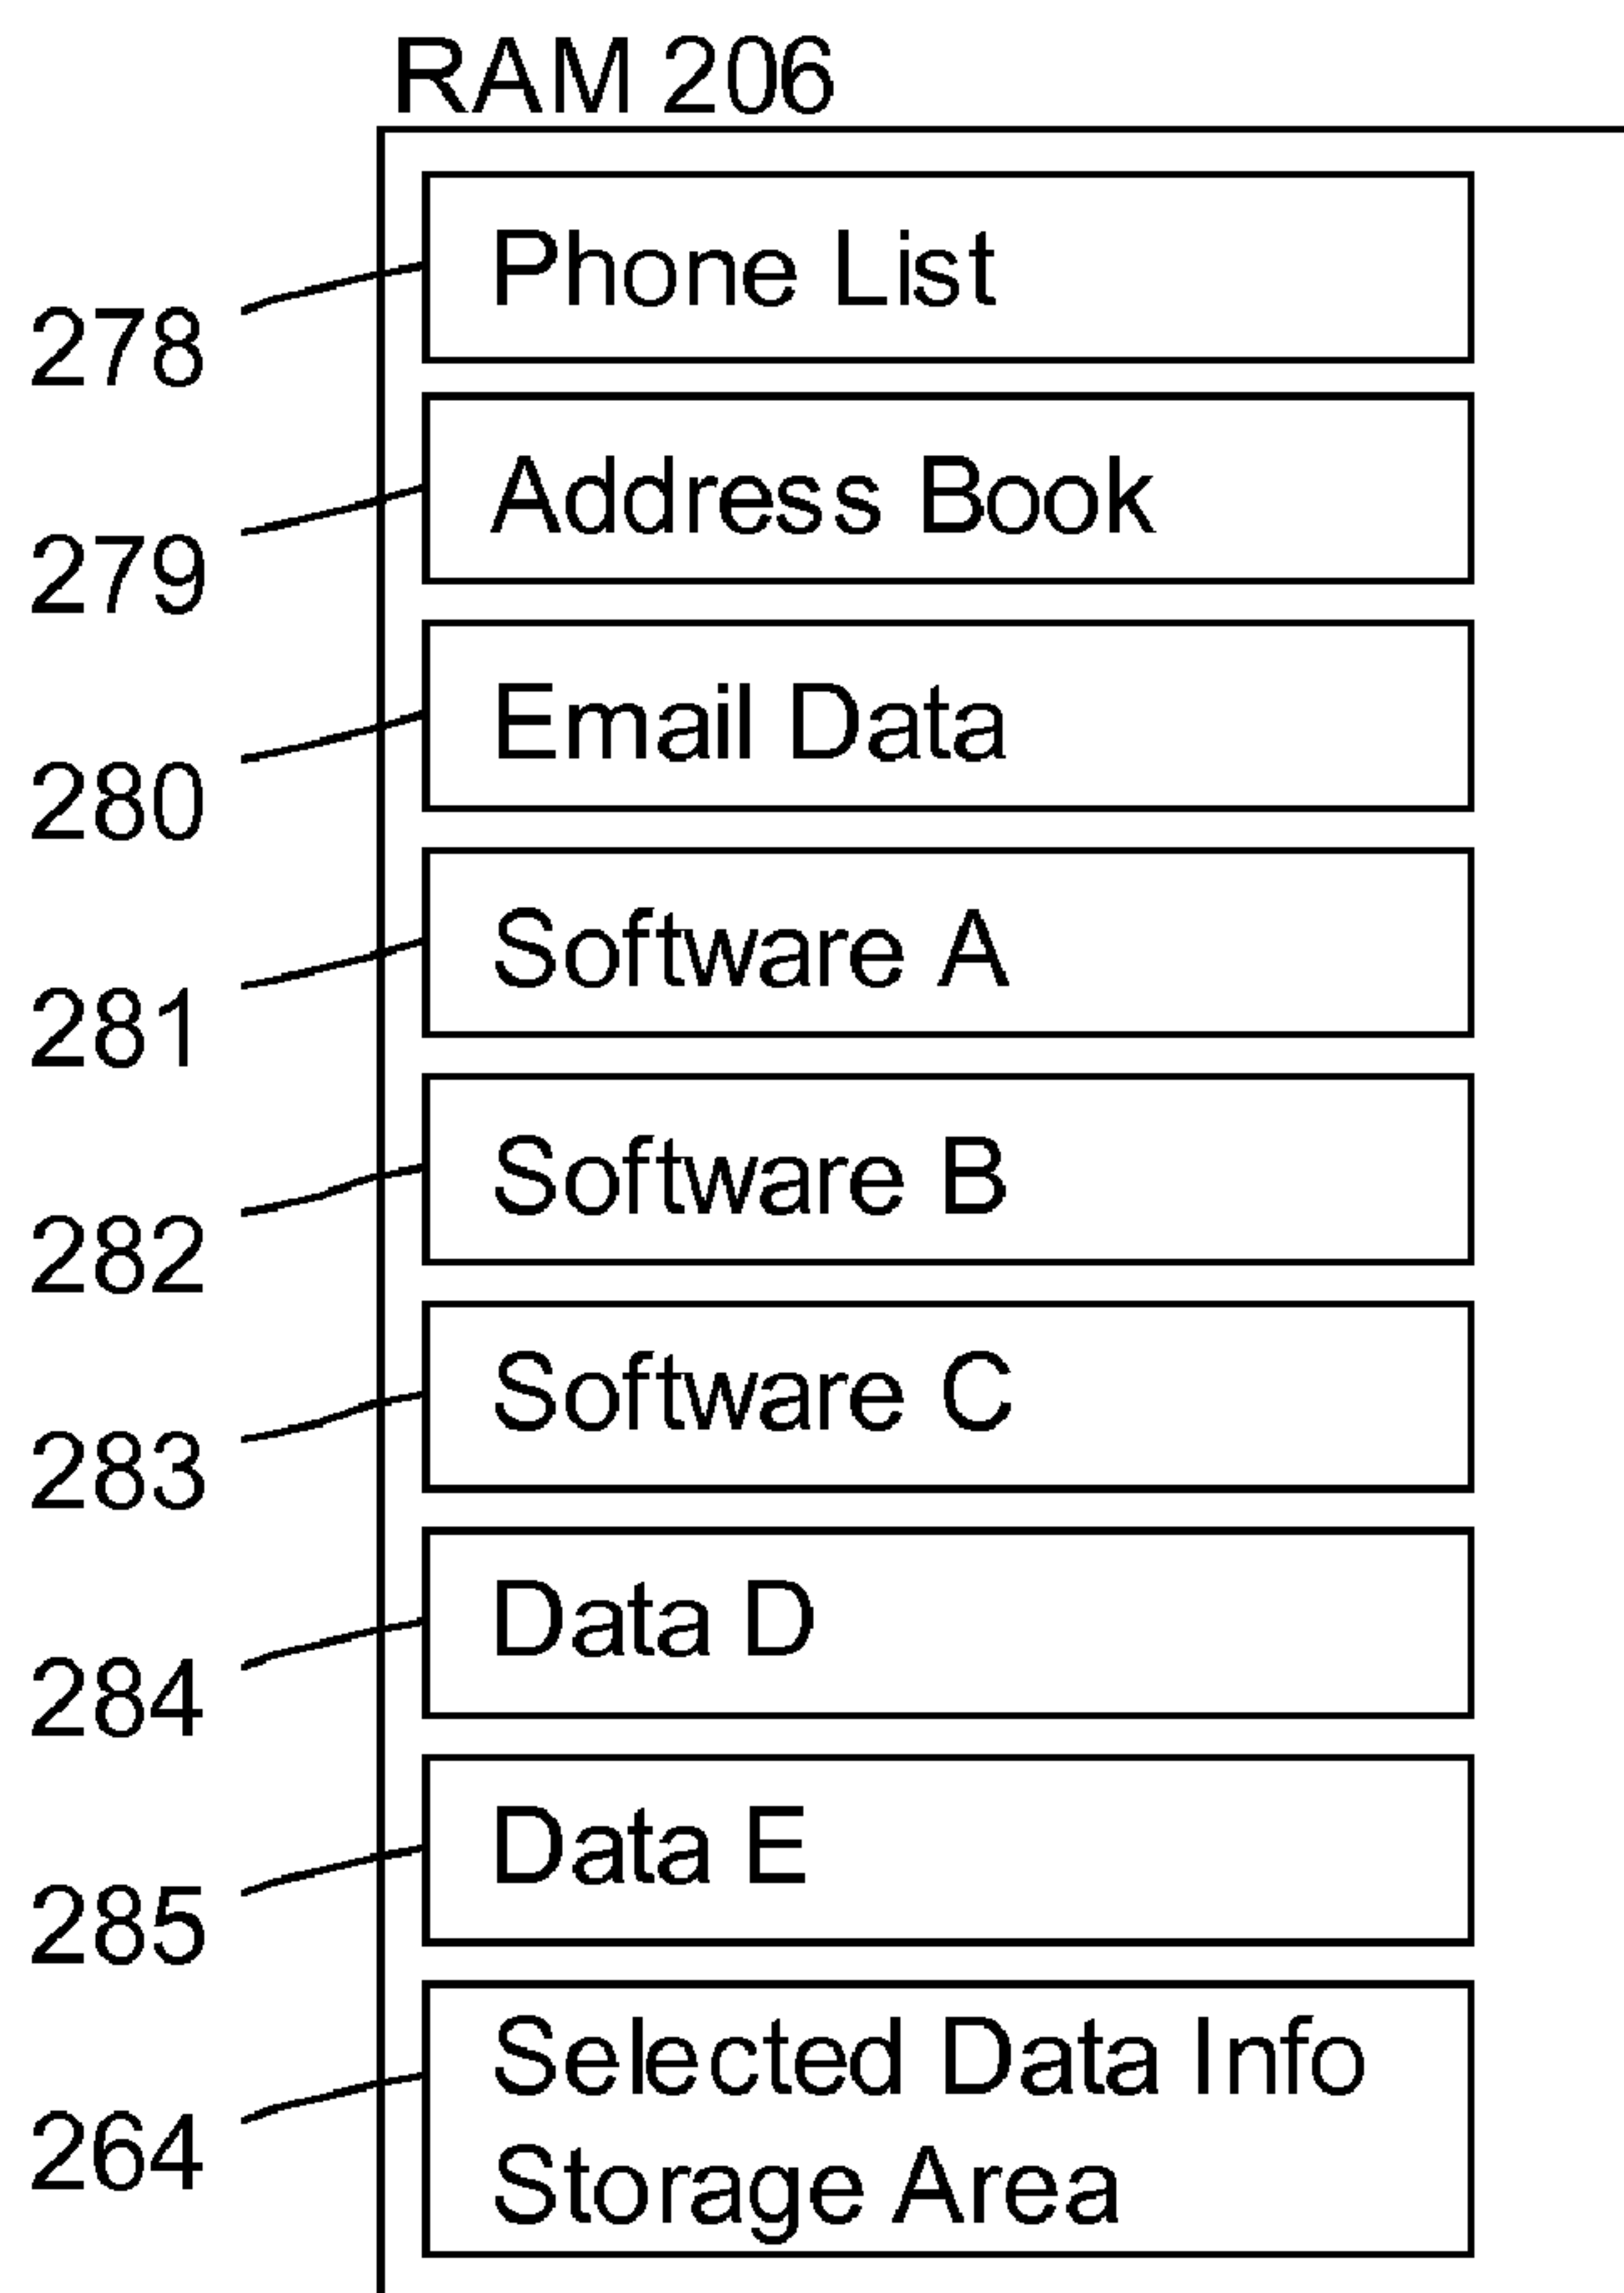 RAM 206
Phone List
278
Address Book
279
Email Data
280
Software A
281
Software B
282
Software C
283
Data D
284
Data E
285
Selected Data Info
Storage Area
264